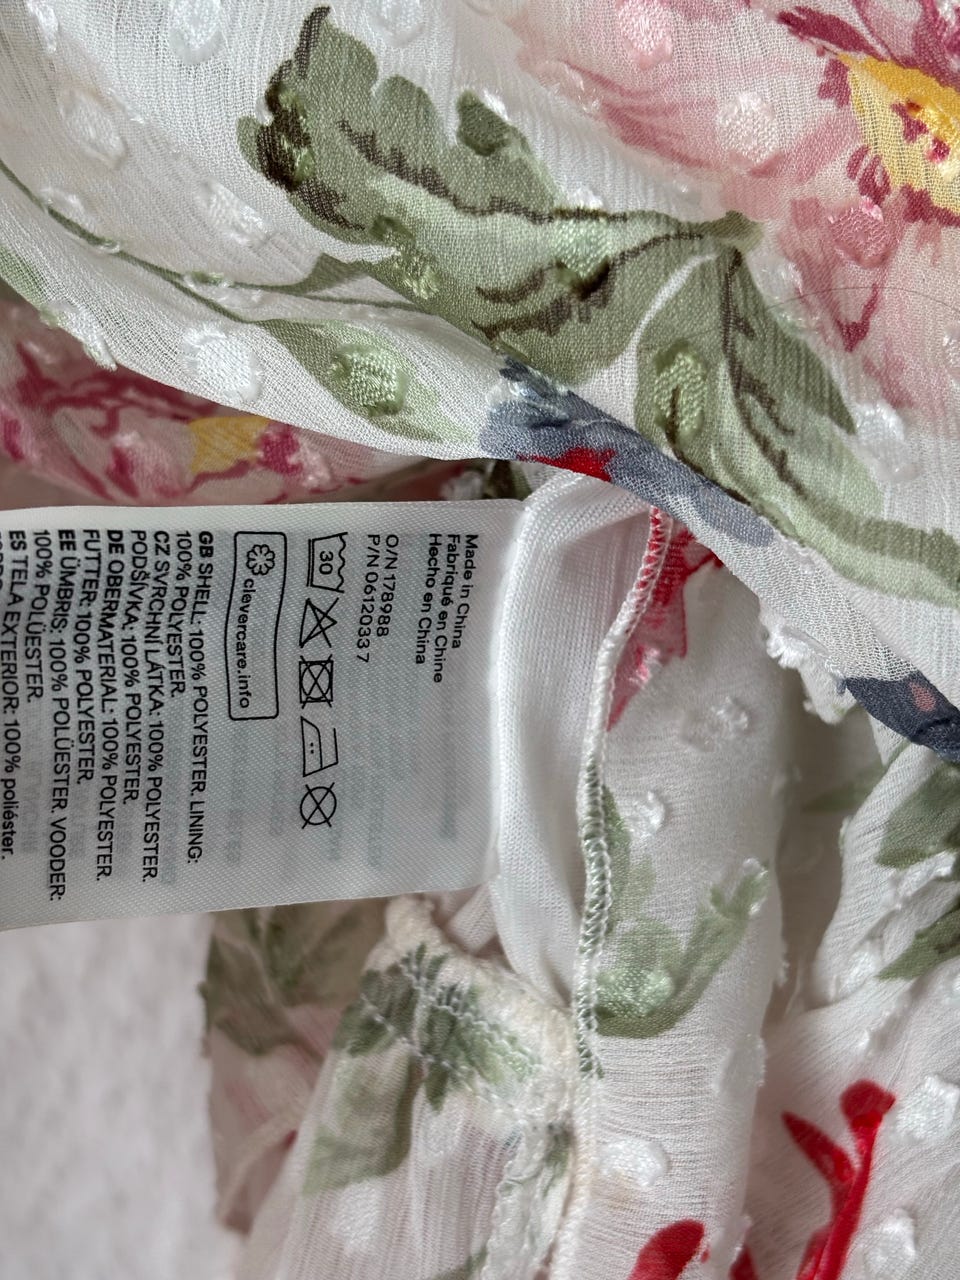 Made in China
Fabriqué en Chine
Hecho en China
O/N 178988
P/N 0612033 7
30
clevercare.info
GB SHELL: 100% POLYESTER. LINING:
100% POLYESTER.
CZ SVRCHNÍ LÁTKA: 100% POLYESTER.
PODŠÍVKA: 100% POLYESTER.
DE OBERMATERIAL: 100% POLYESTER.
FUTTER: 100% POLYESTER.
EE ÜMBRIS: 100% POLÜESTER. VOODER:
100% POLÜESTER.
ES TELA EXTERIOR: 100% poliéster.